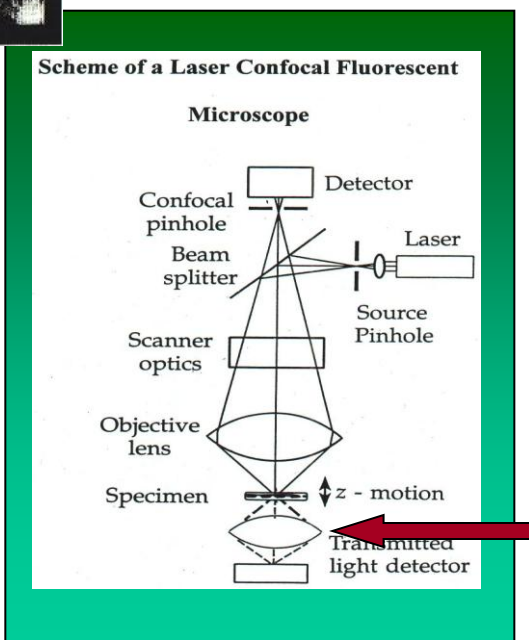 Scheme of a Laser Confocal Fluorescent
Microscope
Detector
Confocal
pinhole
Laser
Beam
splitter
Source
Pinhole
Scanner
optics
Objective
lens
Specimen
z - motion
Transmitted
light detector